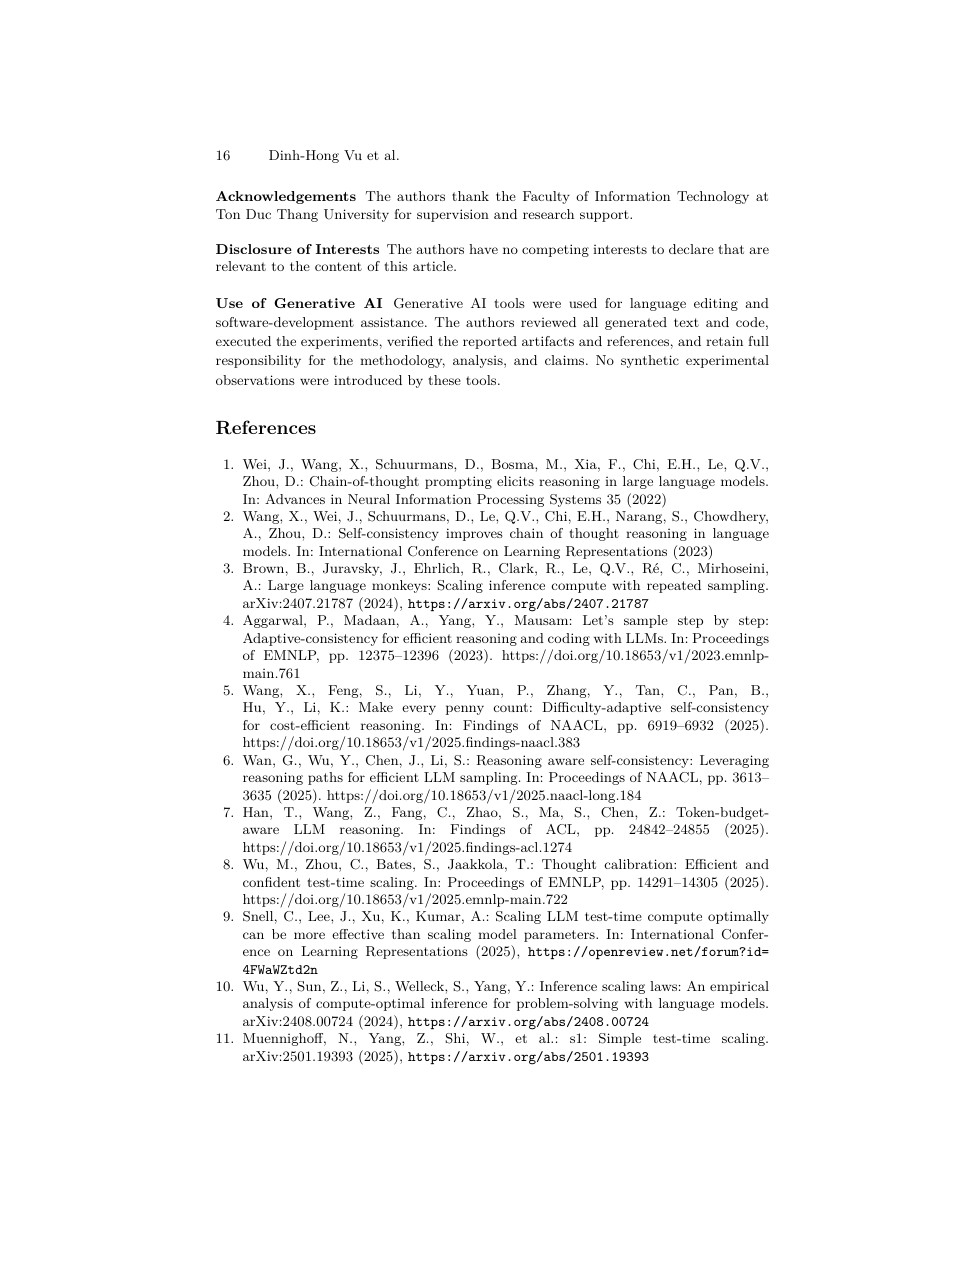 16 Dinh-Hong Vu et al.
Acknowledgements The authors thank the Faculty of Information Technology at
Ton Duc Thang University for supervision and research support.
Disclosure of Interests The authors have no competing interests to declare that are
relevant to the content of this article.
Use of Generative AI Generative AI tools were used for language editing and
software-development assistance. The authors reviewed all generated text and code,
executed the experiments, verified the reported artifacts and references, and retain full
responsibility for the methodology, analysis, and claims. No synthetic experimental
observations were introduced by these tools.
References
1. Wei, J., Wang, X., Schuurmans, D., Bosma, M., Xia, F., Chi, E.H., Le, Q.V.,
Zhou, D.: Chain-of-thought prompting elicits reasoning in large language models.
In: Advances in Neural Information Processing Systems 35 (2022)
2. Wang, X., Wei, J., Schuurmans, D., Le, Q.V., Chi, E.H., Narang, S., Chowdhery,
A., Zhou, D.: Self-consistency improves chain of thought reasoning in language
models. In: International Conference on Learning Representations (2023)
3. Brown, B., Juravsky, J., Ehrlich, R., Clark, R., Le, Q.V., Ré, C., Mirhoseini,
A.: Large language monkeys: Scaling inference compute with repeated sampling.
arXiv:2407.21787 (2024), https://arxiv.org/abs/2407.21787
4. Aggarwal, P., Madaan, A., Yang, Y., Mausam: Let's sample step by step:
Adaptive-consistency for efficient reasoning and coding with LLMs. In: Proceedings
of EMNLP, pp. 12375–12396 (2023). https://doi.org/10.18653/v1/2023.emnlp-
main.761
5. Wang, X., Feng, S., Li, Y., Yuan, P., Zhang, Y., Tan, C., Pan, B.,
Hu, Y., Li, K.: Make every penny count: Difficulty-adaptive self-consistency
for cost-efficient reasoning. In: Findings of NAACL, pp. 6919–6932 (2025).
https://doi.org/10.18653/v1/2025.findings-naacl.383
6. Wan, G., Wu, Y., Chen, J., Li, S.: Reasoning aware self-consistency: Leveraging
reasoning paths for efficient LLM sampling. In: Proceedings of NAACL, pp. 3613–
3635 (2025). https://doi.org/10.18653/v1/2025.naacl-long.184
7. Han, T., Wang, Z., Fang, C., Zhao, S., Ma, S., Chen, Z.: Token-budget-
aware LLM reasoning. In: Findings of ACL, pp. 24842–24855 (2025).
https://doi.org/10.18653/v1/2025.findings-acl.1274
8. Wu, M., Zhou, C., Bates, S., Jaakkola, T.: Thought calibration: Efficient and
confident test-time scaling. In: Proceedings of EMNLP, pp. 14291–14305 (2025).
https://doi.org/10.18653/v1/2025.emnlp-main.722
9. Snell, C., Lee, J., Xu, K., Kumar, A.: Scaling LLM test-time compute optimally
can be more effective than scaling model parameters. In: International Confer-
ence on Learning Representations (2025), https://openreview.net/forum?id=
4FWaWZtd2n
10. Wu, Y., Sun, Z., Li, S., Welleck, S., Yang, Y.: Inference scaling laws: An empirical
analysis of compute-optimal inference for problem-solving with language models.
arXiv:2408.00724 (2024), https://arxiv.org/abs/2408.00724
11. Muennighoff, N., Yang, Z., Shi, W., et al.: s1: Simple test-time scaling.
arXiv:2501.19393 (2025), https://arxiv.org/abs/2501.19393